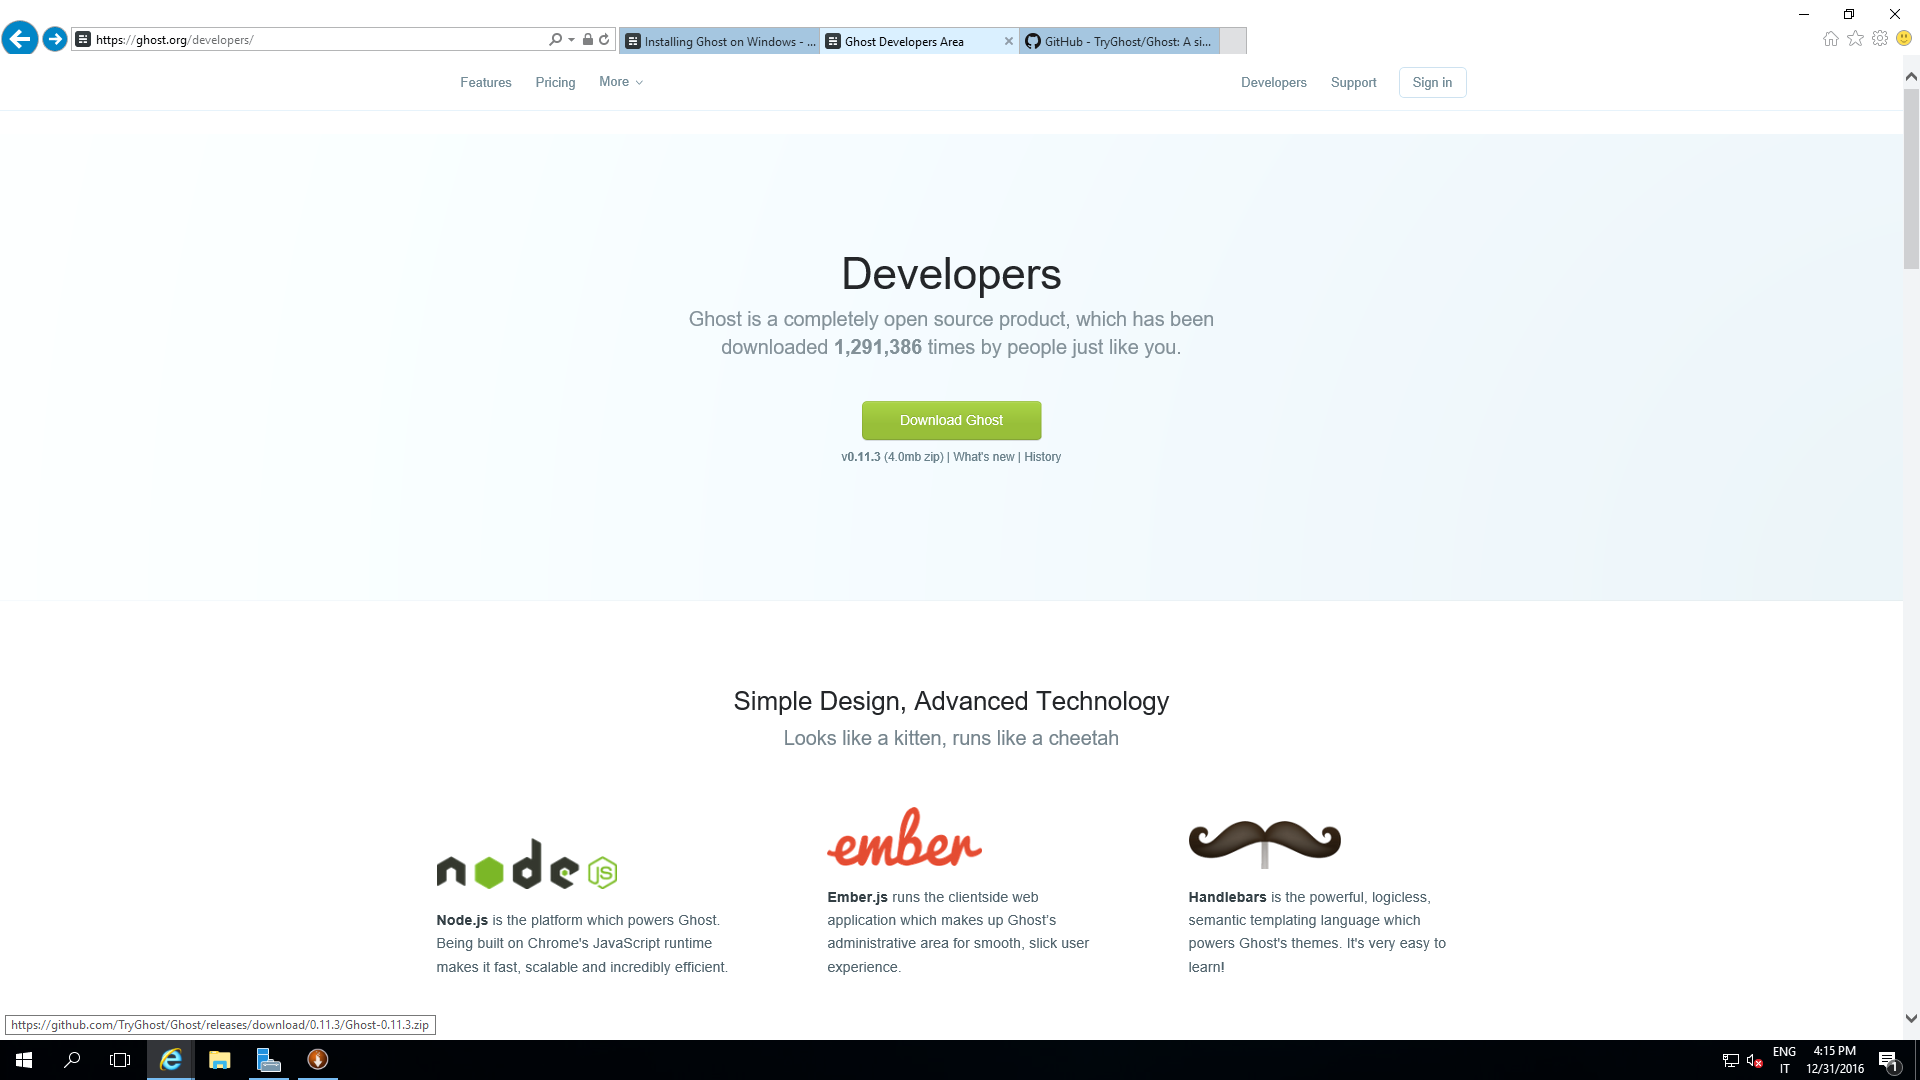 https://ghost.org/developers/
Installing Ghost on Windows - ...
Ghost Developers Area
GitHub - TryGhost/Ghost: A si...
Features
Pricing
More
Developers
Support
Sign in
Developers
Ghost is a completely open source product, which has been
downloaded 1,291,386 times by people just like you.
Download Ghost
v0.11.3 (4.0mb zip) | What's new | History
Simple Design, Advanced Technology
Looks like a kitten, runs like a cheetah
node JS
Node.js is the platform which powers Ghost.
Being built on Chrome's JavaScript runtime
makes it fast, scalable and incredibly efficient.
ember
Ember.js runs the clientside web
application which makes up Ghost's
administrative area for smooth, slick user
experience.
Handlebars is the powerful, logicless,
semantic templating language which
powers Ghost's themes. It's very easy to
learn!
https://github.com/TryGhost/Ghost/releases/download/0.11.3/Ghost-0.11.3.zip
ENG
IT
4:15 PM
12/31/2016
1